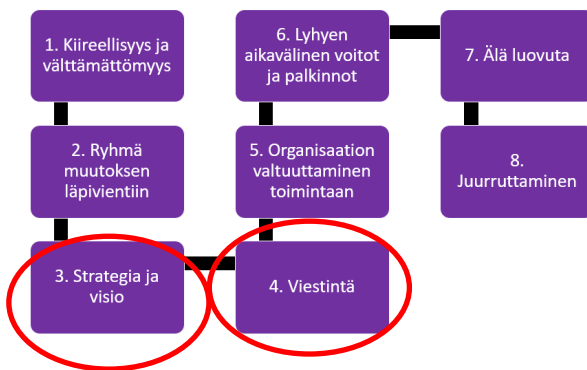 1. Kiireellisyys ja
välttämättömyys
2. Ryhmä
muutoksen
läpivientiin
3. Strategia ja
visio
4. Viestintä
5. Organisaation
valtuuttaminen
toimintaan
6. Lyhyen
aikavälinen voitot
ja palkinnot
7. Älä luovuta
8.
Juurruttaminen